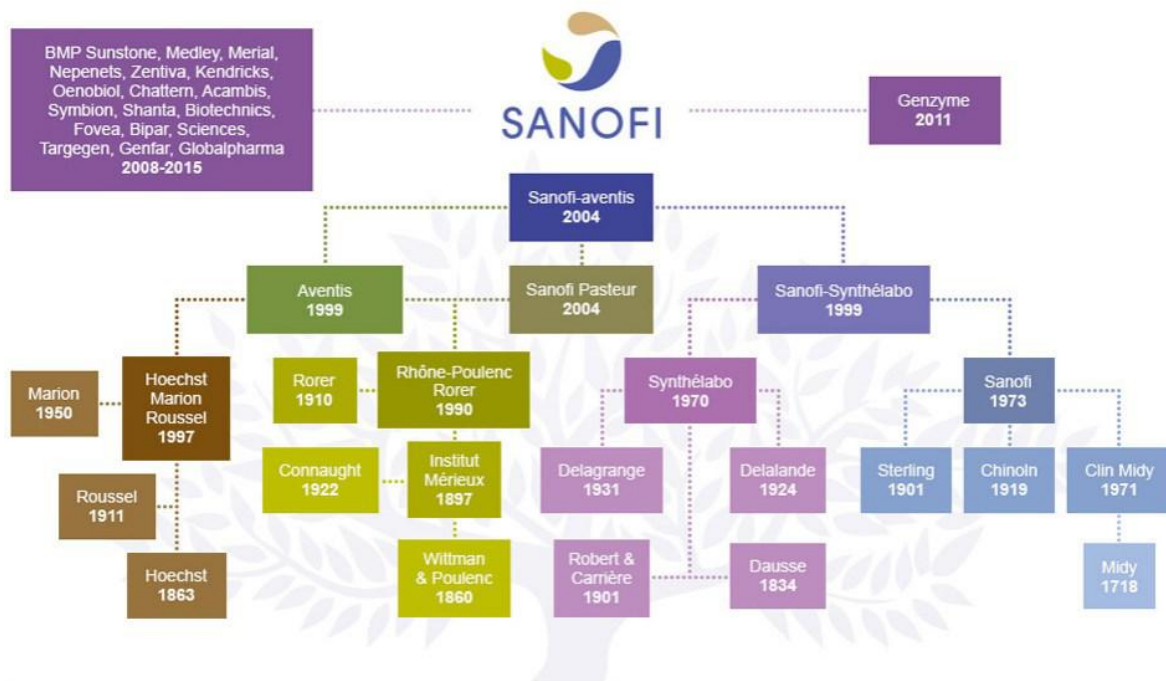 BMP Sunstone, Medley, Merial,
Nepenets, Zentiva, Kendricks,
Oenobiol, Chattern, Acambis,
Symbion, Shanta, Biotechnics,
Fovea, Bipar, Sciences,
Targegen, Genfar, Globalpharma
2008-2015
SANOFI
Genzyme
2011
Sanofi-aventis
2004
Aventis
1999
Sanofi Pasteur
2004
Sanofi-Synthélabo
1999
Marion
1950
Hoechst
Marion
Roussel
1997
Rorer
1910
Rhône-Poulenc
Rorer
1990
Synthélabo
1970
Sanofi
1973
Roussel
1911
Connaught
1922
Institut
Mérieux
1897
Delagrange
1931
Delalande
1924
Sterling
1901
Chinoln
1919
Clin Midy
1971
Hoechst
1863
Wittman
& Poulenc
1860
Robert &
Carrière
1901
Dausse
1834
Midy
1718